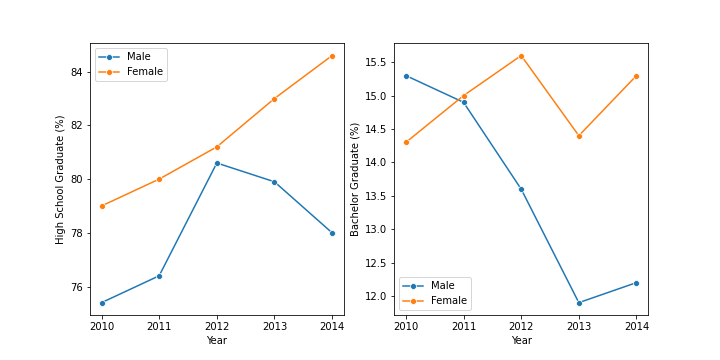 Male
Female
84
82
80
78
76
High School Graduate (%)
2010 2011 2012 2013 2014
Year
15.5
15.0
14.5
14.0
13.5
13.0
12.5
12.0
Bachelor Graduate (%)
Male
Female
2010 2011 2012 2013 2014
Year